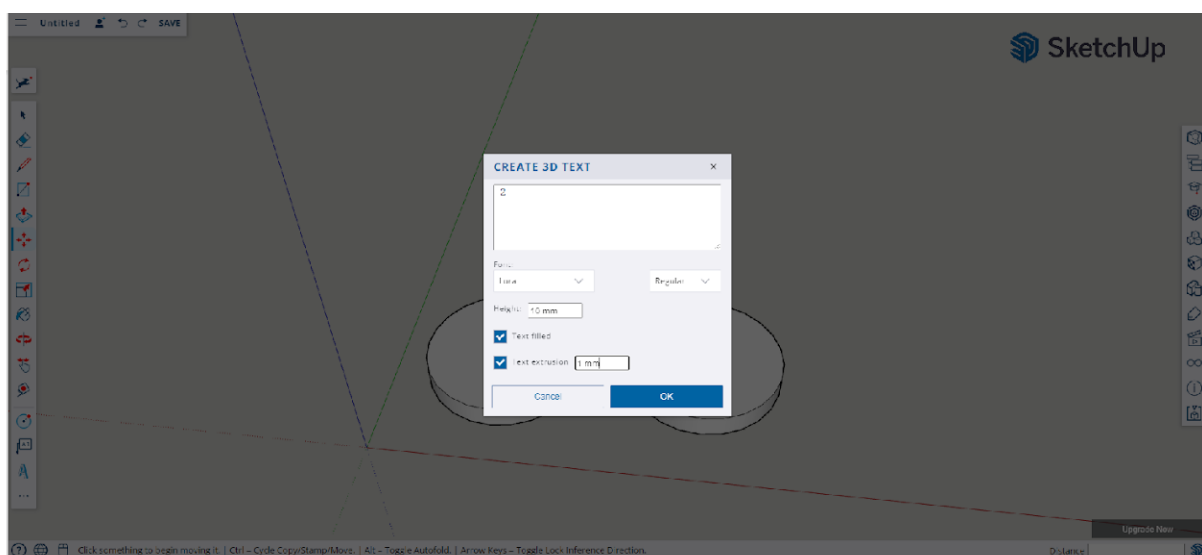 Untitled SAVE
SketchUp
CREATE 3D TEXT
2
Font:
Lora
Regular
Height: 10 mm
Text filled
Text extrusion 1 mm
Cancel OK
Upgrade Now
Click something to begin moving it. | Ctrl – Cycle Copy/Stamp/Move. | Alt – Toggle Autofold. | Arrow Keys – Toggle Lock Inference Direction.
Distance